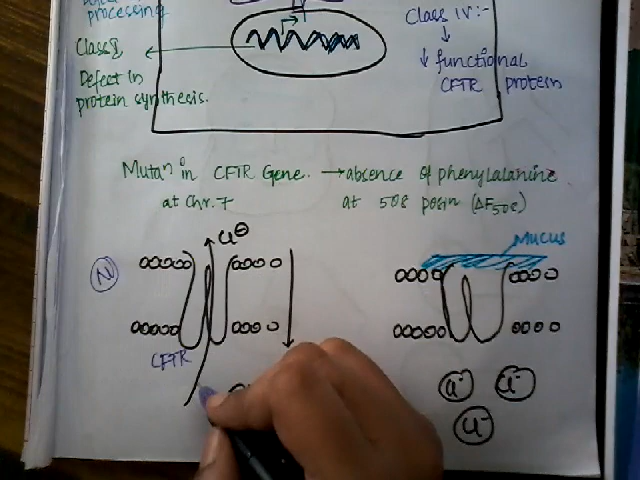 processing
Class IV:-
↓
↓ functional
CFTR protein
Class I
Defect in
protein synthesis.
Mutan in CFTR Gene. → absence of phenylalanine
at Chr. 7 at 508 posin (ΔF508)
Cl⊖
Mucus
N
CFTR
Cl⁻
Cl⁻
Cl⁻